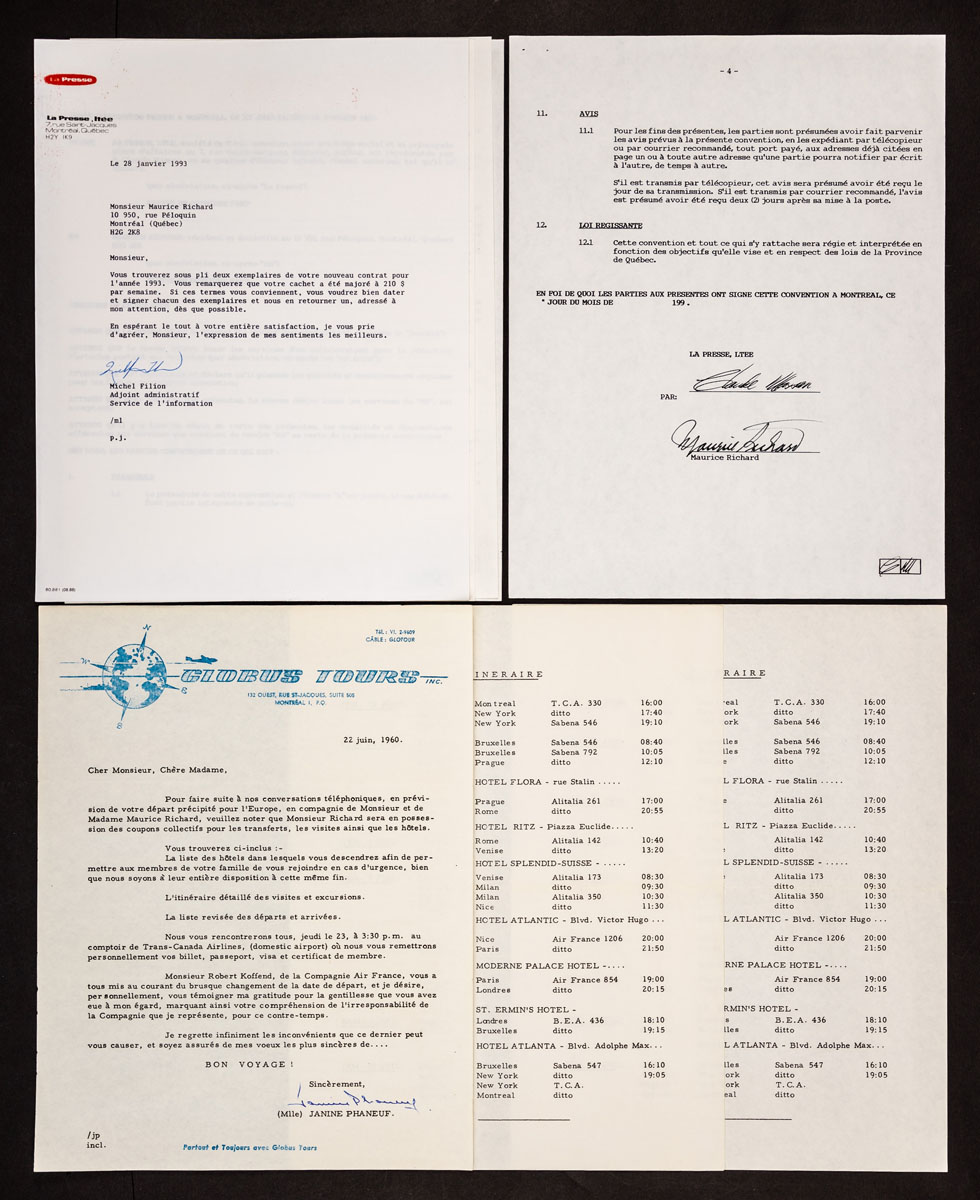 La Presse
La Presse, ltée
7, rue Saint-Jacques
Montréal, Québec
H2Y 1K9
Le 28 janvier 1993
Monsieur Maurice Richard
10 950, rue Péloquin
Montréal (Québec)
H2G 2K8
Monsieur,
Vous trouverez sous pli deux exemplaires de votre nouveau contrat pour
l'année 1993. Vous remarquerez que votre cachet a été majoré à 210 $
par semaine. Si ces termes vous conviennent, vous voudrez bien dater
et signer chacun des exemplaires et nous en retourner un, adressé à
mon attention, dès que possible.
En espérant le tout à votre entière satisfaction, je vous prie
d'agréer, Monsieur, l'expression de mes sentiments les meilleurs.
Michel Filion
Adjoint administratif
Service de l'information
/ml
p.j.
- 4 -
11. AVIS
11.1 Pour les fins des présentes, les parties sont présumées avoir fait parvenir
les avis prévus à la présente convention, en les expédiant par télécopieur
ou par courrier recommandé, tout port payé, aux adresses déjà citées en
page un ou à toute autre adresse qu'une partie pourra notifier par écrit
à l'autre, de temps à autre.
S'il est transmis par télécopieur, cet avis sera présumé avoir été reçu le
jour de sa transmission. S'il est transmis par courrier recommandé, l'avis
est présumé avoir été reçu deux (2) jours après sa mise à la poste.
12. LOI REGISSANTE
12.1 Cette convention et tout ce qui s'y rattache sera régie et interprétée en
fonction des objectifs qu'elle vise et en respect des lois de la Province
de Québec.
EN FOI DE QUOI LES PARTIES AUX PRESENTES ONT SIGNE CETTE CONVENTION A MONTREAL, CE
" JOUR DU MOIS DE 199 .
LA PRESSE, LTEE
PAR:
Maurice Richard
Maurice Richard
TÉL.: VI. 2-9609
CÂBLE: GLOTOUR
N
S
GLOBUS TOURS INC.
132 OUEST, RUE ST-JACQUES, SUITE 505
MONTRÉAL 1, P.Q.
22 juin, 1960.
Cher Monsieur, Chère Madame,
Pour faire suite à nos conversations téléphoniques, en prévi-
sion de votre départ précipité pour l'Europe, en compagnie de Monsieur et de
Madame Maurice Richard, veuillez noter que Monsieur Richard sera en posses-
sion des coupons collectifs pour les transferts, les visites ainsi que les hôtels.
Vous trouverez ci-inclus :-
La liste des hôtels dans lesquels vous descendrez afin de per-
mettre aux membres de votre famille de vous rejoindre en cas d'urgence, bien
que nous soyons à leur entière disposition à cette même fin.
L'itinéraire détaillé des visites et excursions.
La liste revisée des départs et arrivées.
Nous vous rencontrerons tous, jeudi le 23, à 3:30 p.m. au
comptoir de Trans-Canada Airlines, (domestic airport) où nous vous remettrons
personnellement vos billet, passeport, visa et certificat de membre.
Monsieur Robert Koffend, de la Compagnie Air France, vous a
tous mis au courant du brusque changement de la date de départ, et je désire,
personnellement, vous témoigner ma gratitude pour la gentillesse que vous avez
eue à mon égard, marquant ainsi votre compréhension de l'irresponsabilité de
la Compagnie que je représente, pour ce contre-temps.
Je regrette infiniment les inconvénients que ce dernier peut
vous causer, et soyez assurés de mes voeux les plus sincères de....
BON VOYAGE !
Sincèrement,
Janine Phaneuf
(Mlle) JANINE PHANEUF.
/jp
incl.
Partout et Toujours avec Globus Tours
INERAIRE
Montreal T.C.A. 330 16:00
New York ditto 17:40
New York Sabena 546 19:10
Bruxelles Sabena 546 08:40
Bruxelles Sabena 792 10:05
Prague ditto 12:10
HOTEL FLORA - rue Stalin .....
Prague Alitalia 261 17:00
Rome ditto 20:55
HOTEL RITZ - Piazza Euclide.....
Rome Alitalia 142 10:40
Venise ditto 13:20
HOTEL SPLENDID-SUISSE - .....
Venise Alitalia 173 08:30
Milan ditto 09:30
Milan Alitalia 350 10:30
Nice ditto 11:30
HOTEL ATLANTIC - Blvd. Victor Hugo ...
Nice Air France 1206 20:00
Paris ditto 21:50
MODERNE PALACE HOTEL -....
Paris Air France 854 19:00
Londres ditto 20:15
ST. ERMIN'S HOTEL -
Londres B.E.A. 436 18:10
Bruxelles ditto 19:15
HOTEL ATLANTA - Blvd. Adolphe Max...
Bruxelles Sabena 547 16:10
New York ditto 19:05
New York T.C.A.
Montreal ditto
RAIRE
eal T.C.A. 330 16:00
ork ditto 17:40
ork Sabena 546 19:10
lles Sabena 546 08:40
lles Sabena 792 10:05
e ditto 12:10
L FLORA - rue Stalin .....
e Alitalia 261 17:00
ditto 20:55
L RITZ - Piazza Euclide.....
Alitalia 142 10:40
ditto 13:20
L SPLENDID-SUISSE - .....
Alitalia 173 08:30
ditto 09:30
Alitalia 350 10:30
ditto 11:30
L ATLANTIC - Blvd. Victor Hugo ...
Air France 1206 20:00
ditto 21:50
RNE PALACE HOTEL -....
Air France 854 19:00
es ditto 20:15
RMIN'S HOTEL -
s B.E.A. 436 18:10
lles ditto 19:15
L ATLANTA - Blvd. Adolphe Max...
lles Sabena 547 16:10
ork ditto 19:05
ork T.C.A.
eal ditto